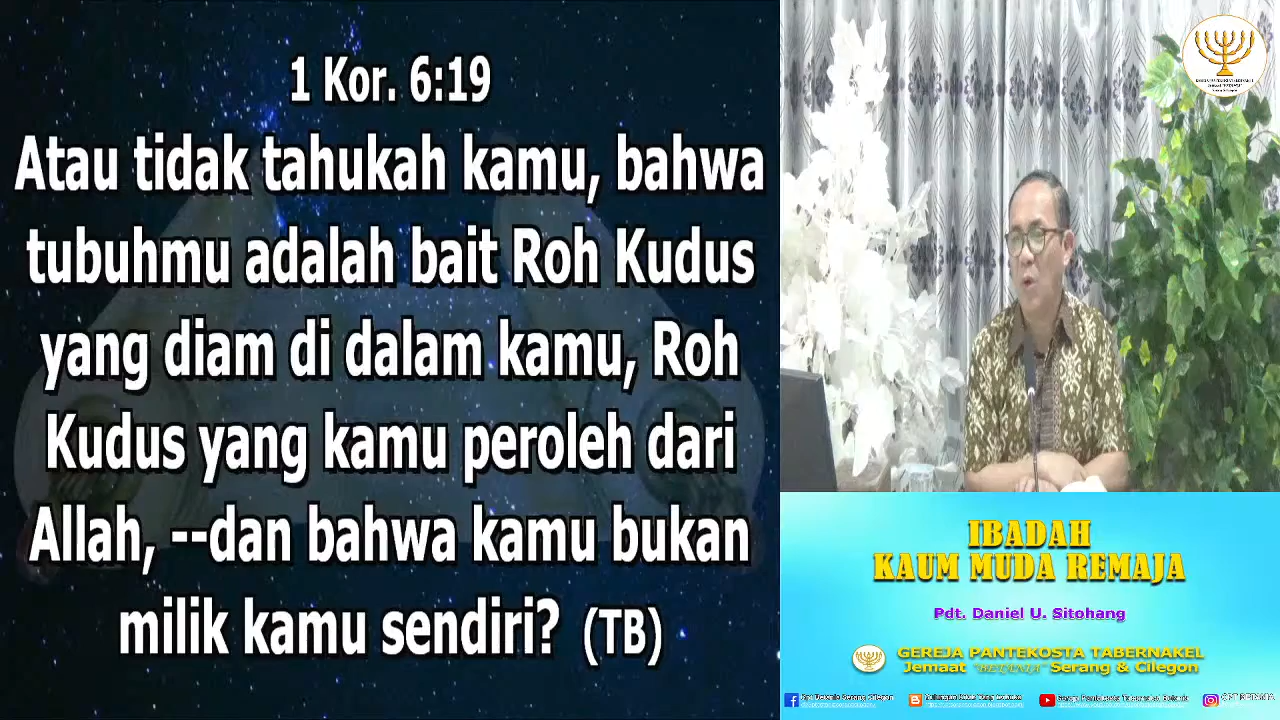 1 Kor. 6:19
Atau tidak tahukah kamu, bahwa
tubuhmu adalah bait Roh Kudus
yang diam di dalam kamu, Roh
Kudus yang kamu peroleh dari
Allah, --dan bahwa kamu bukan
milik kamu sendiri? (TB)
IBADAH
KAUM MUDA REMAJA
Pdt. Daniel U. Sitohang
GEREJA PANTEKOSTA TABERNAKEL
Jemaat "BETANIA" Serang & Cilegon